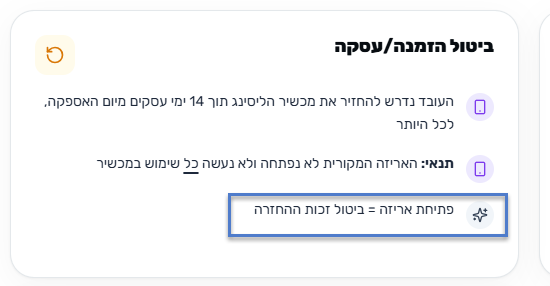 ביטול הזמנה/עסקה
העובד נדרש להחזיר את מכשיר הליסינג תוך 14 ימי עסקים מיום האספקה,
לכל היותר
תנאי: האריזה המקורית לא נפתחה ולא נעשה כל שימוש במכשיר
פתיחת אריזה = ביטול זכות ההחזרה